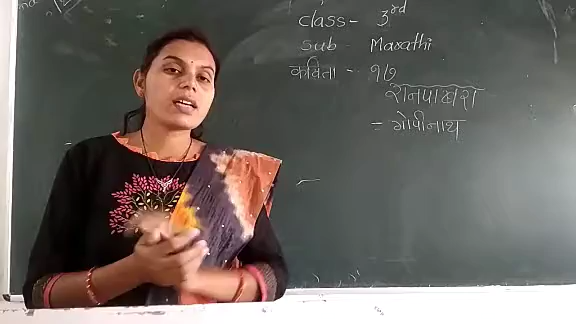 class - 3rd
sub - Marathi
कविता - १७
रानपाखरा
= गोपीनाथ